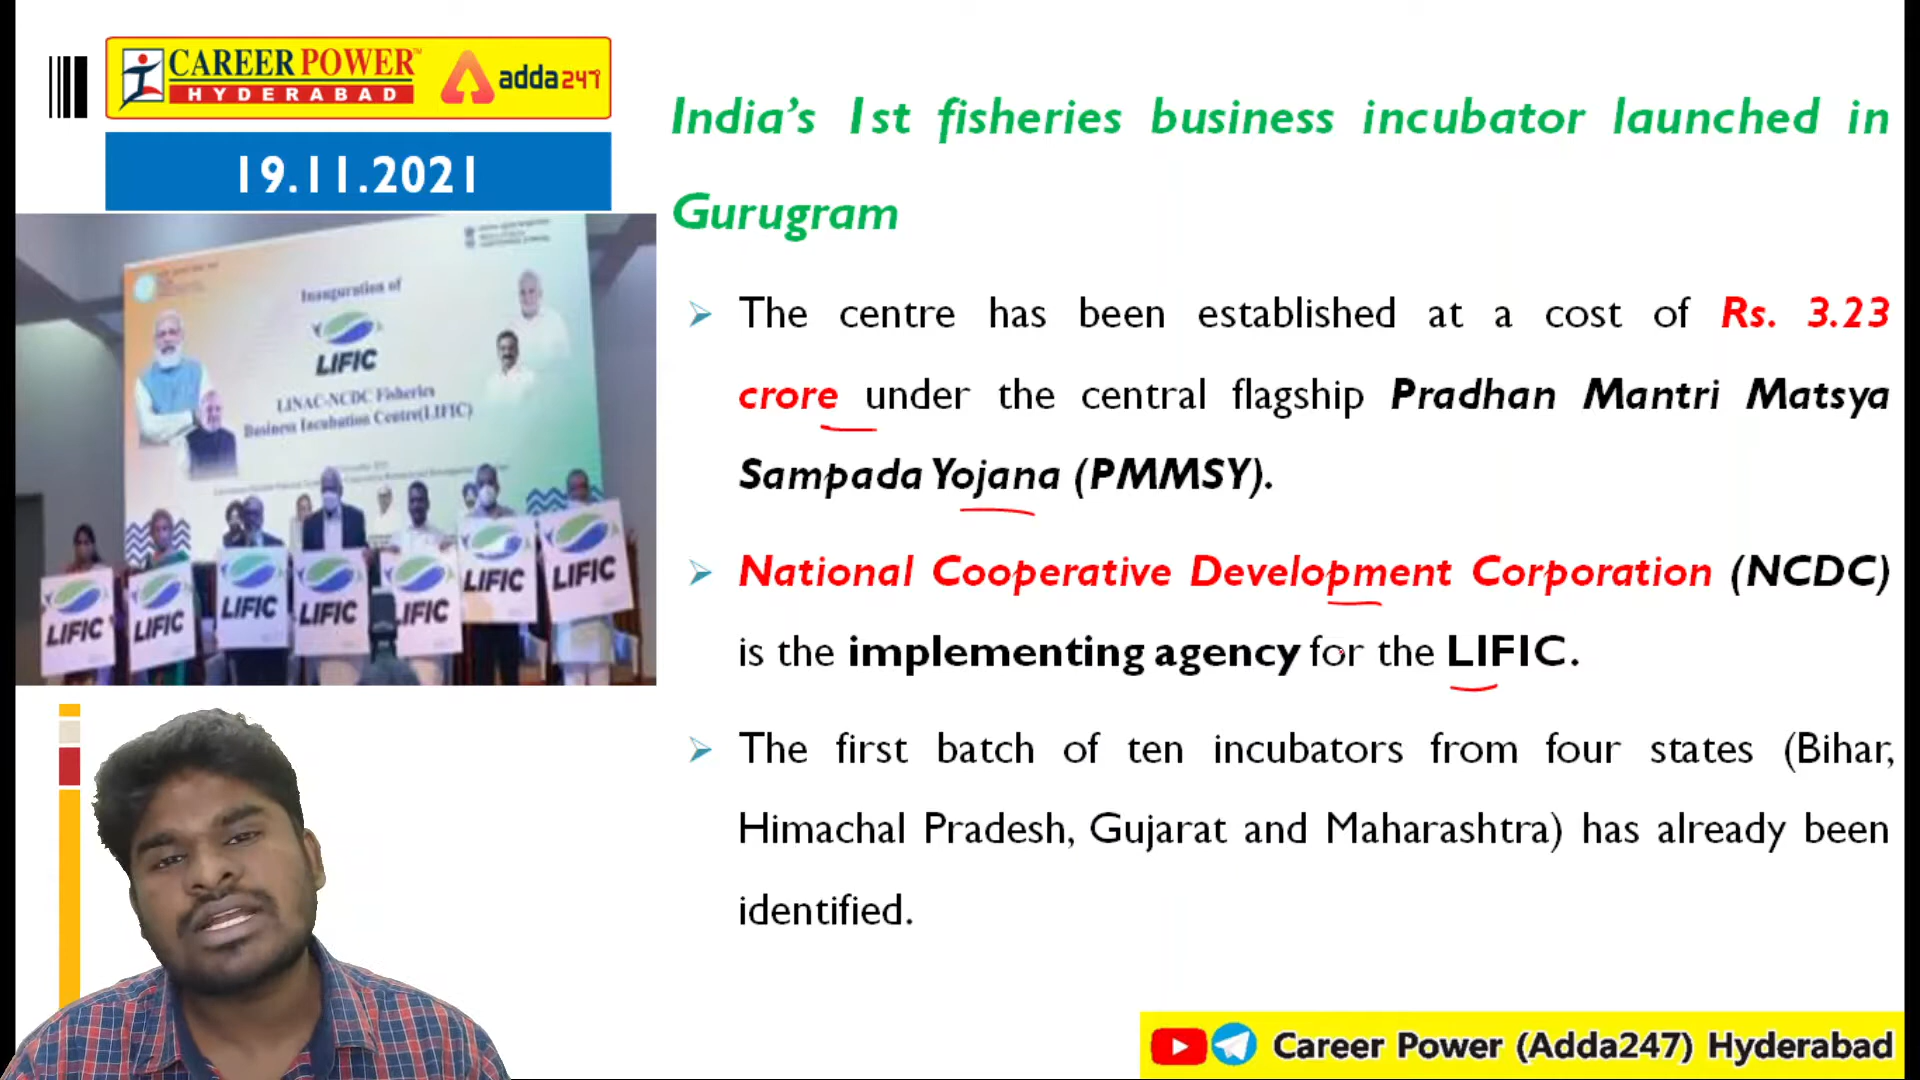 CAREER POWER
HYDERABAD
adda247
19.11.2021
India's 1st fisheries business incubator launched in
Gurugram
Inauguration of
LIFIC
LINAC-NCDC Fisheries
Business Incubation Centre(LIFIC)
LIFIC
LIFIC
LIFIC
LIFIC
LIFIC
LIFIC
LIFIC
The centre has been established at a cost of Rs. 3.23
crore under the central flagship Pradhan Mantri Matsya
Sampada Yojana (PMMSY).
National Cooperative Development Corporation (NCDC)
is the implementing agency for the LIFIC.
The first batch of ten incubators from four states (Bihar,
Himachal Pradesh, Gujarat and Maharashtra) has already been
identified.
Career Power (Adda247) Hyderabad